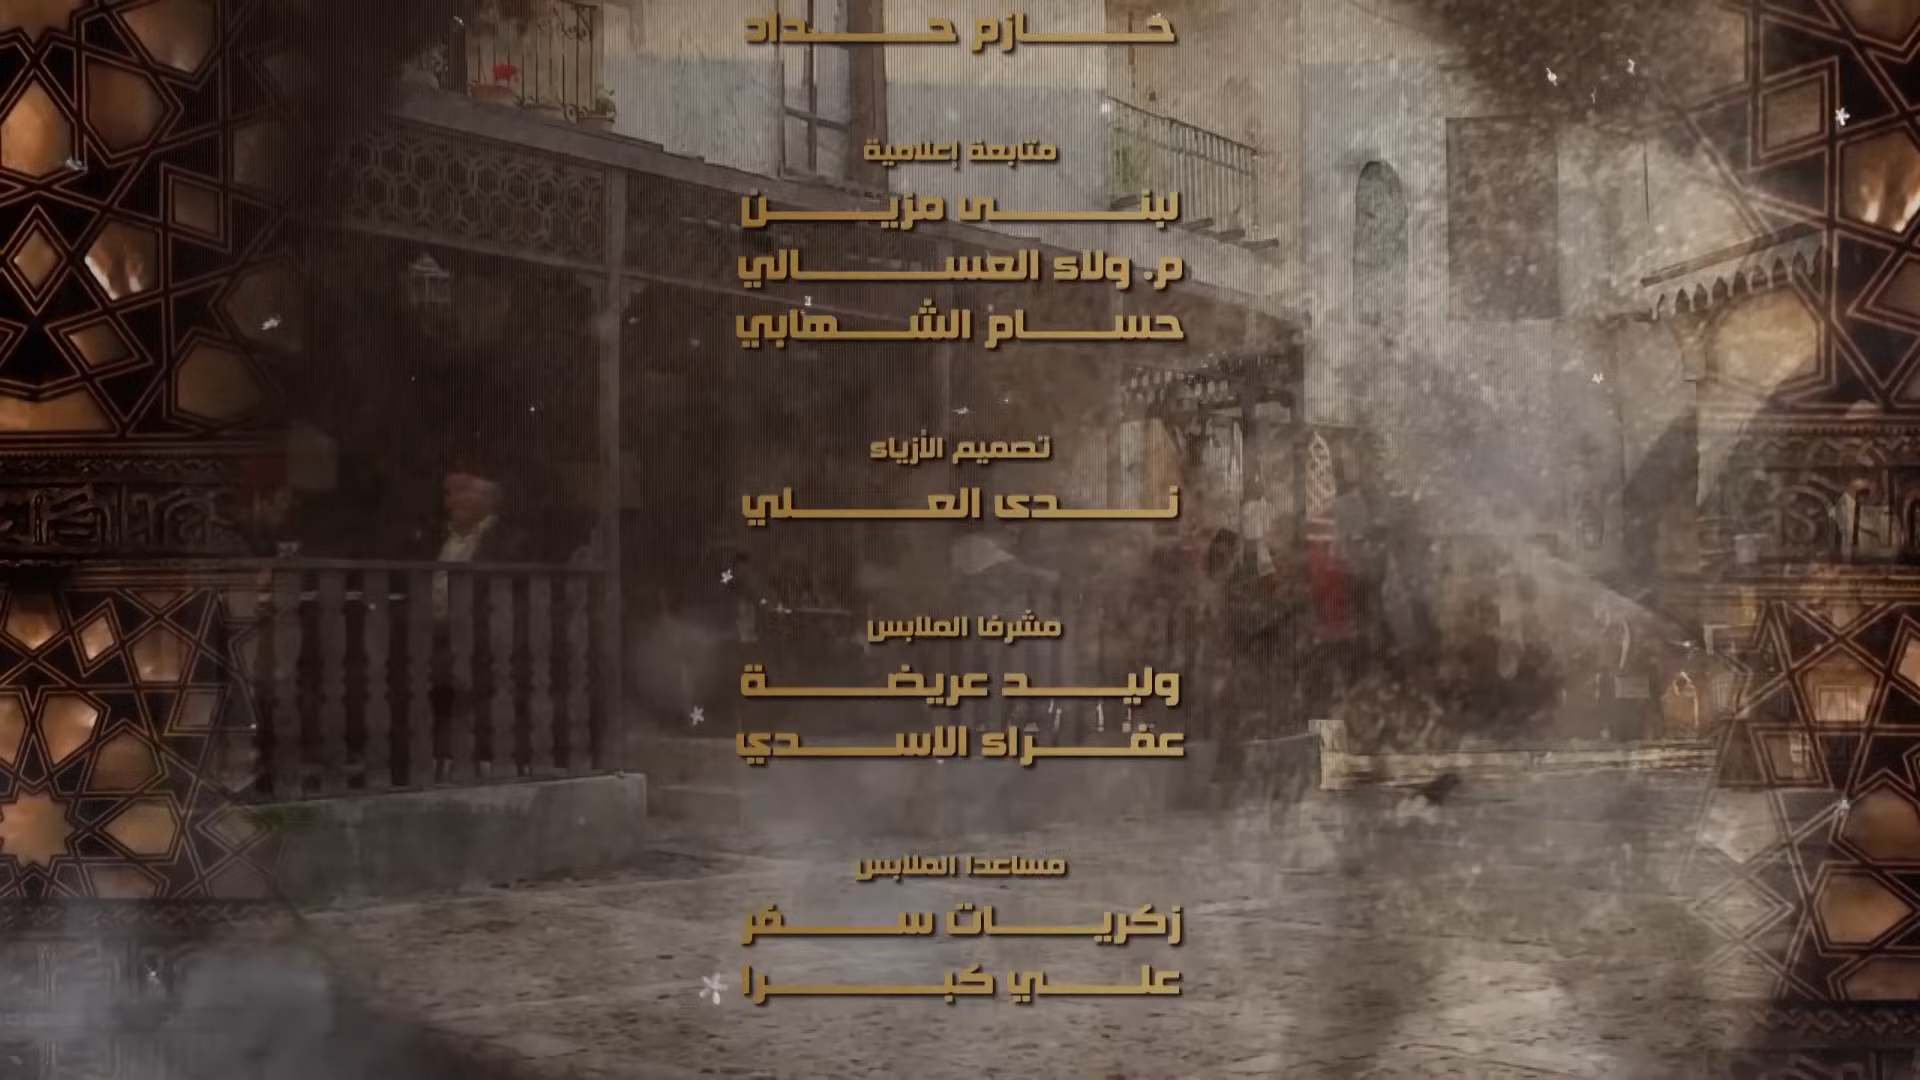 حازم حداد
متابعة إعلامية
لبنى مزين
م. ولاء العسالي
حسام الشهابي
تصميم الأزياء
ندى العلي
مشرفا الملابس
وليد عريضة
عفراء الاسدي
مساعدا الملابس
زكريات سفر
علي كبرا